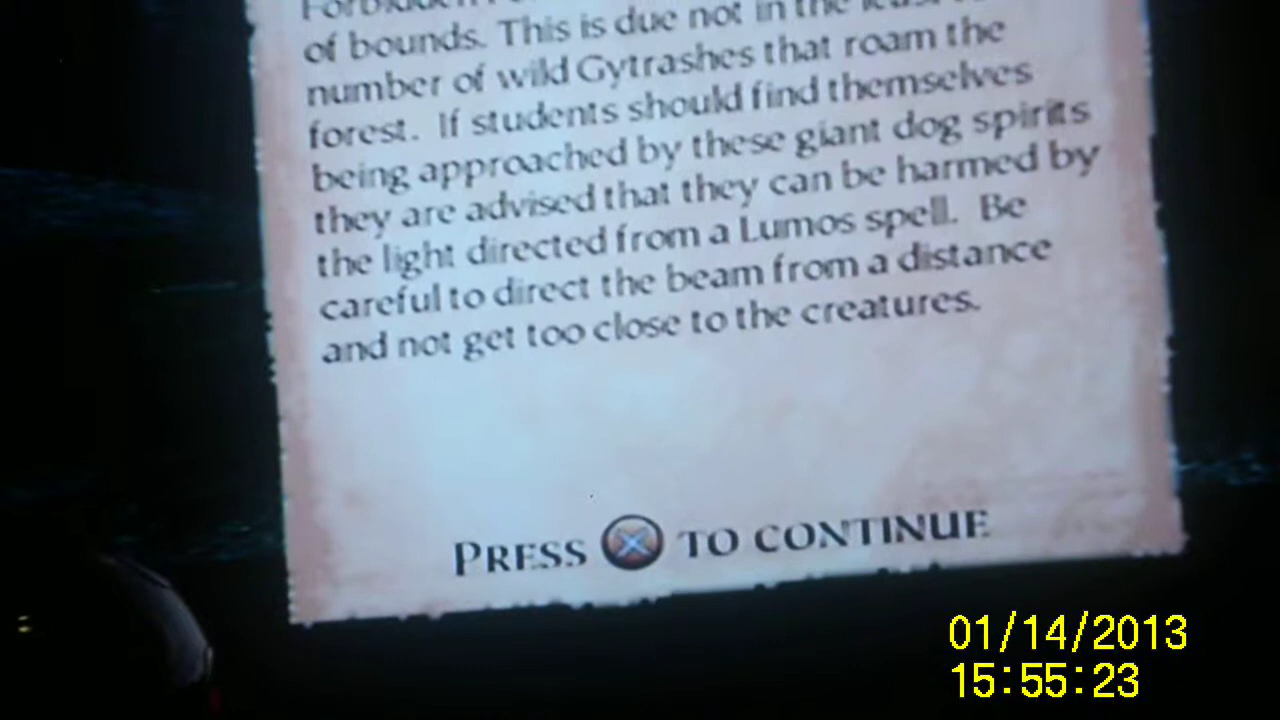 Forbidden
of bounds. This is due not in the least
number of wild Gytrashes that roam the
forest. If students should find themselves
being approached by these giant dog spirits
they are advised that they can be harmed by
the light directed from a Lumos spell. Be
careful to direct the beam from a distance
and not get too close to the creatures.
PRESS TO CONTINUE
01/14/2013
15:55:23